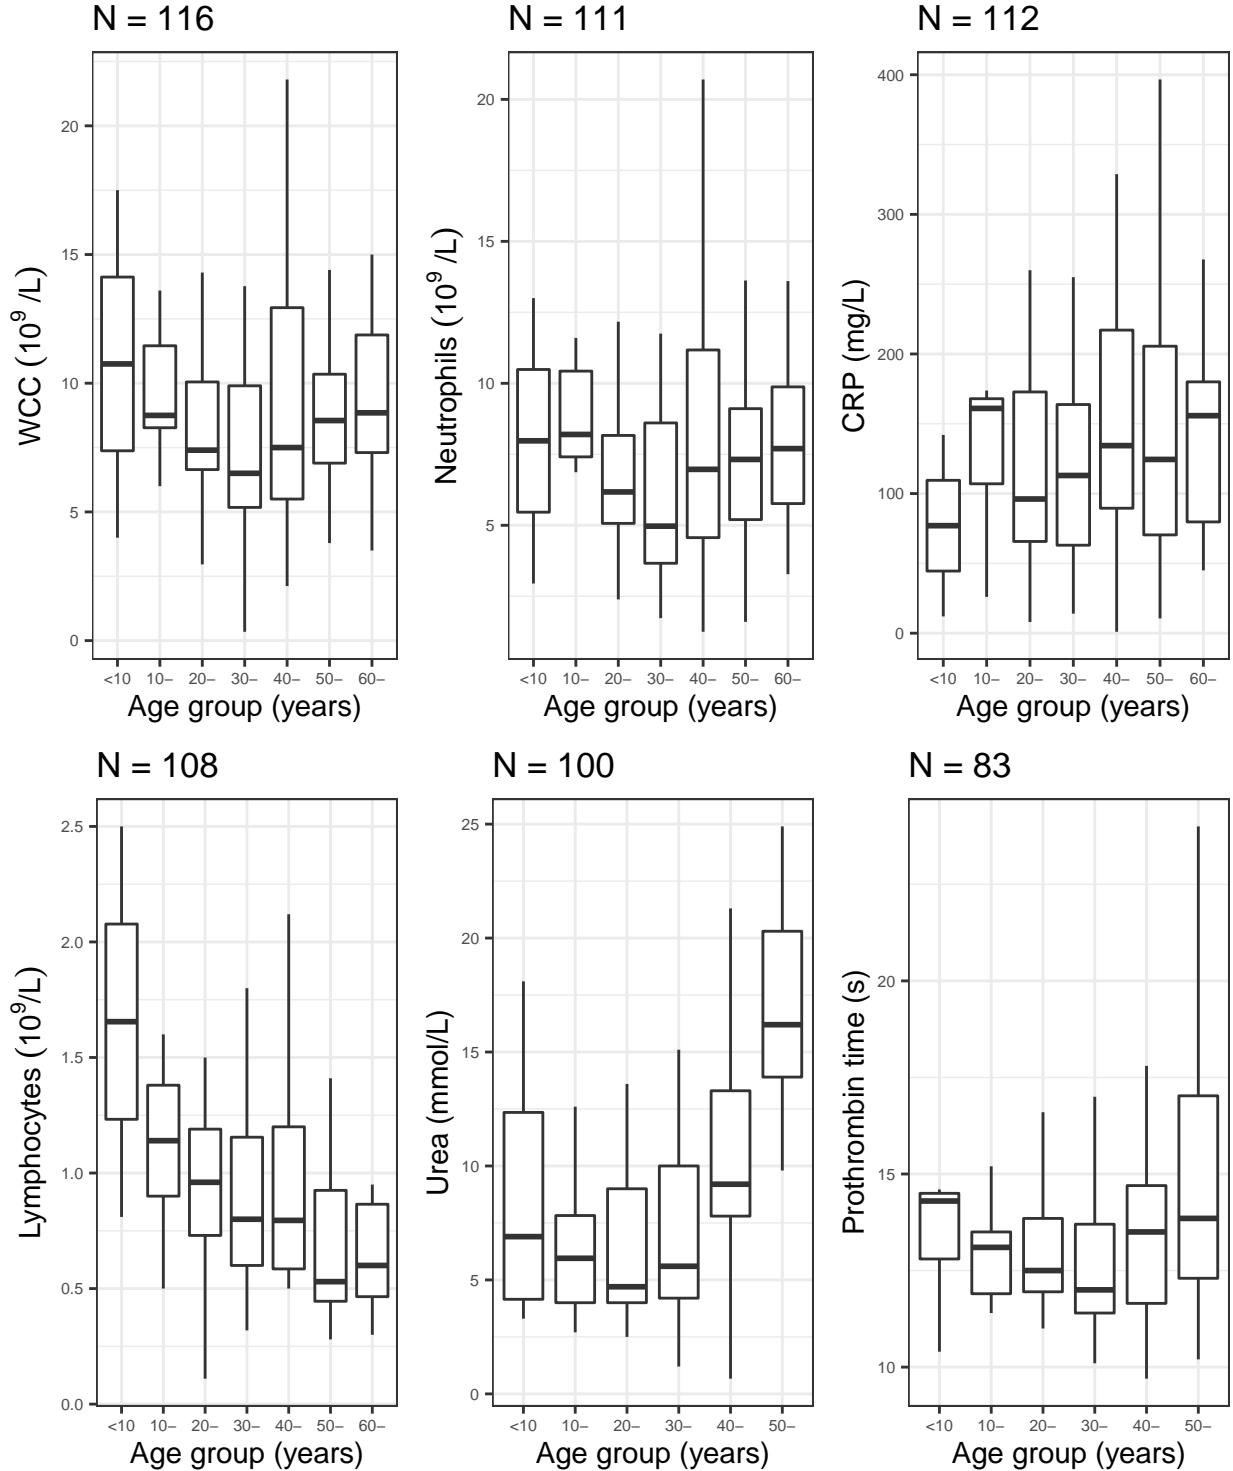 N = 116
WCC (10⁹ /L)
20
15
10
5
0
<10 10– 20– 30– 40– 50– 60–
Age group (years)
N = 111
Neutrophils (10⁹ /L)
20
15
10
5
<10 10– 20– 30– 40– 50– 60–
Age group (years)
N = 112
CRP (mg/L)
400
300
200
100
0
<10 10– 20– 30– 40– 50– 60–
Age group (years)
N = 108
Lymphocytes (10⁹/L)
2.5
2.0
1.5
1.0
0.5
0.0
<10 10– 20– 30– 40– 50– 60–
Age group (years)
N = 100
Urea (mmol/L)
25
20
15
10
5
0
<10 10– 20– 30– 40– 50–
Age group (years)
N = 83
Prothrombin time (s)
20
15
10
<10 10– 20– 30– 40– 50–
Age group (years)